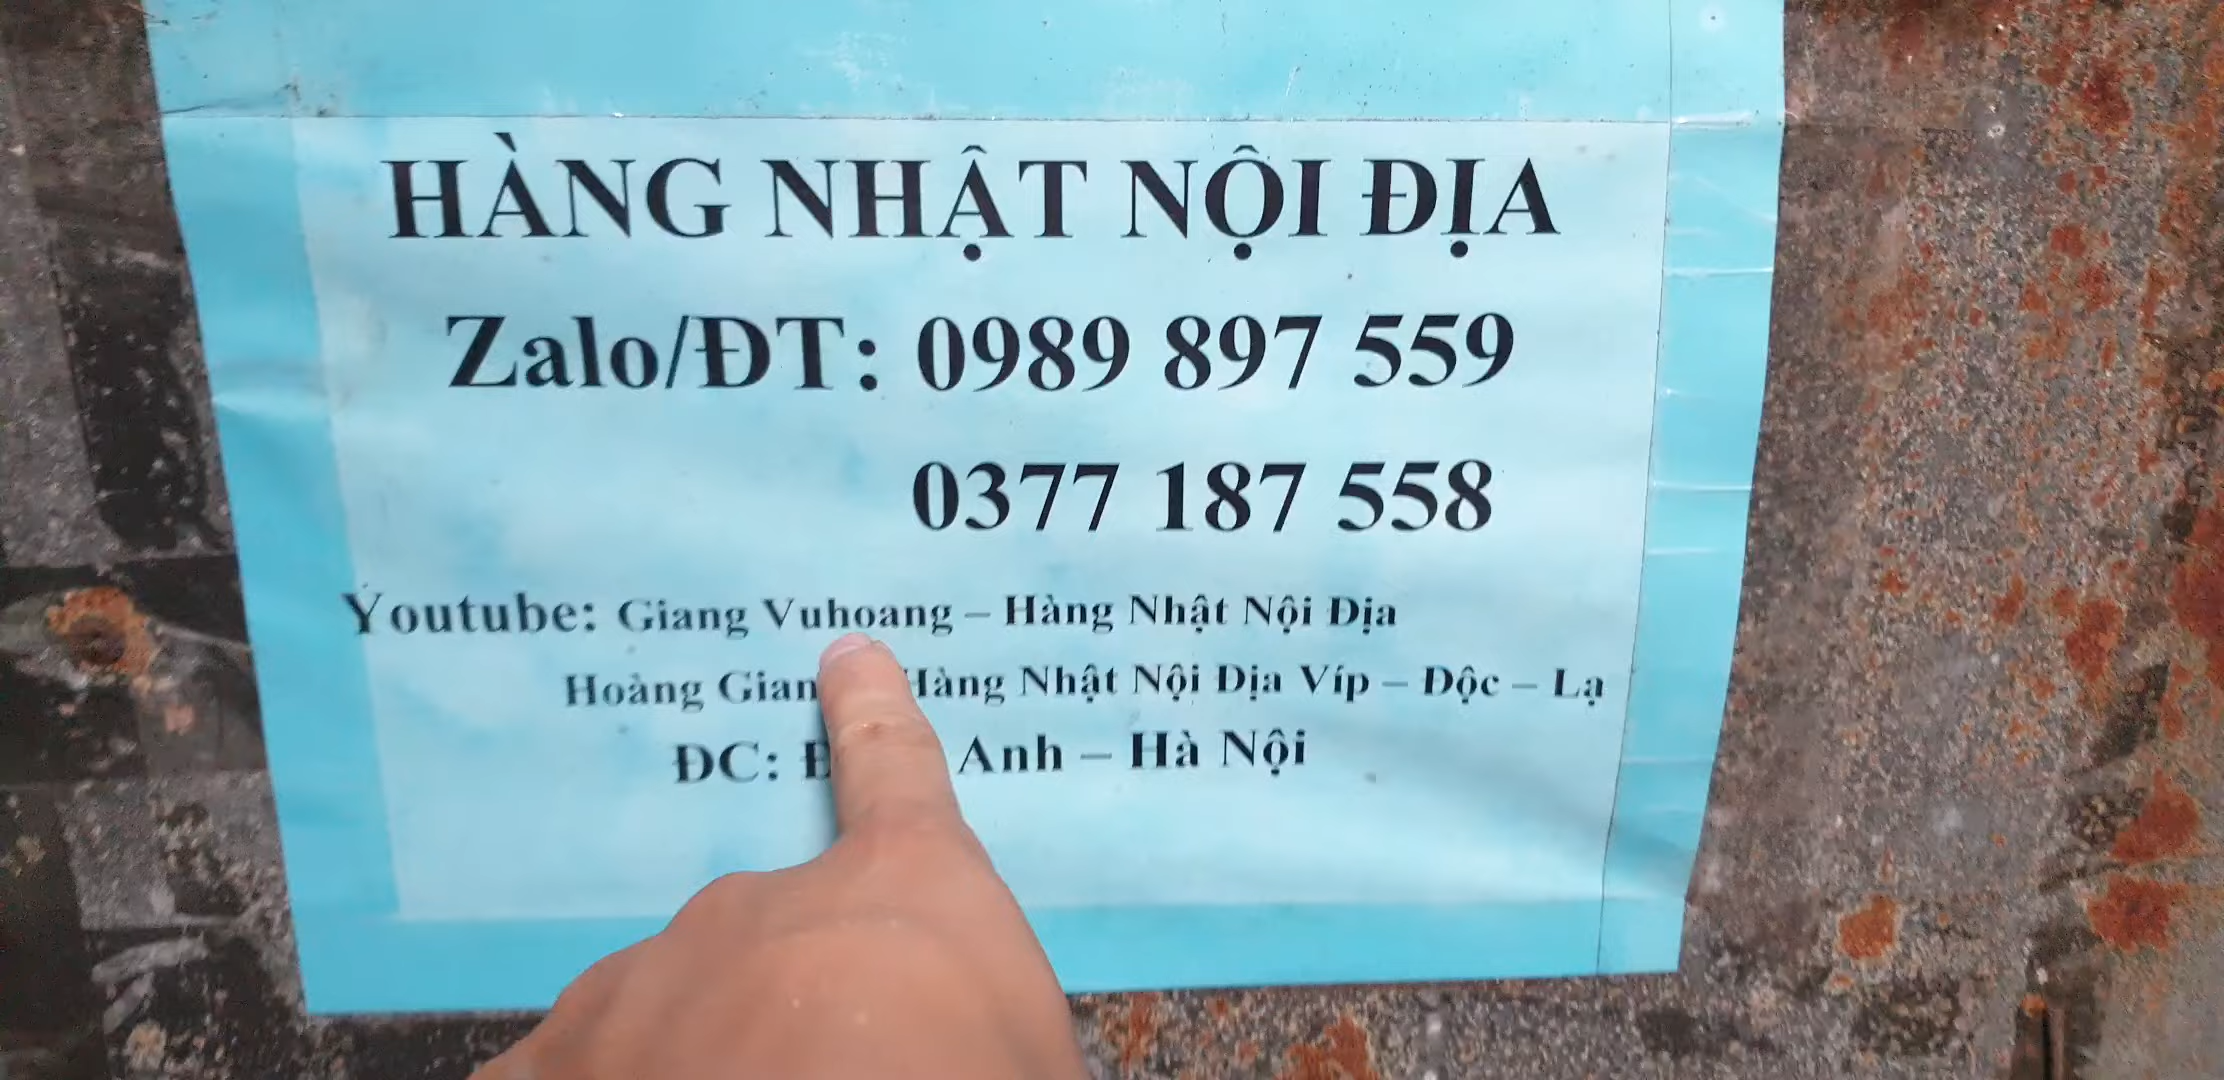 HÀNG NHẬT NỘI ĐỊA
Zalo/ĐT: 0989 897 559
0377 187 558
Youtube: Giang Vuhoang – Hàng Nhật Nội Địa
Hoàng Hàng Nhật Nội Địa Víp – Độc – Lạ
ĐC: Anh – Hà Nội